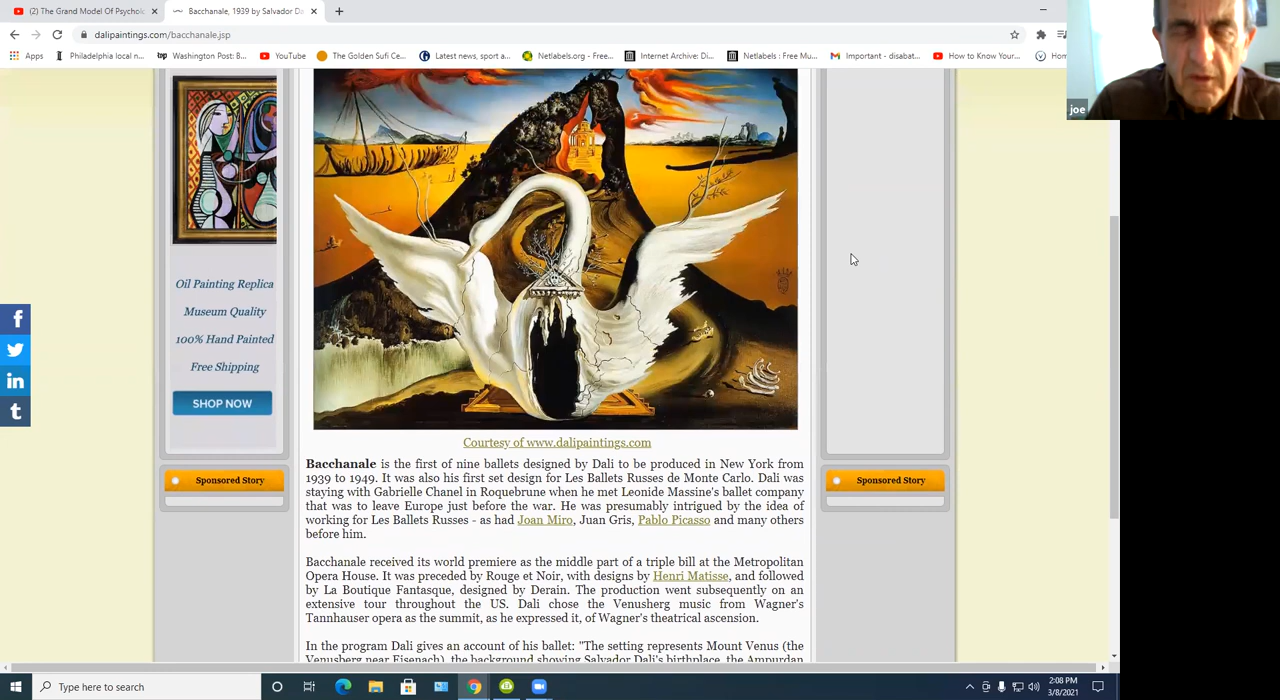 (2) The Grand Model Of Psychol
Bacchanale, 1939 by Salvador Da
dalipaintings.com/bacchanale.jsp
Apps
Philadelphia local n...
Washington Post: B...
YouTube
The Golden Sufi Ce...
Latest news, sport a...
Netlabels.org - Free...
Internet Archive: Di...
Netlabels : Free Mu...
Important - disabat...
How to Know Your...
joe
Oil Painting Replica
Museum Quality
100% Hand Painted
Free Shipping
SHOP NOW
Sponsored Story
Courtesy of www.dalipaintings.com
Bacchanale is the first of nine ballets designed by Dali to be produced in New York from
1939 to 1949. It was also his first set design for Les Ballets Russes de Monte Carlo. Dali was
staying with Gabrielle Chanel in Roquebrune when he met Leonide Massine's ballet company
that was to leave Europe just before the war. He was presumably intrigued by the idea of
working for Les Ballets Russes - as had Joan Miro, Juan Gris, Pablo Picasso and many others
before him.
Bacchanale received its world premiere as the middle part of a triple bill at the Metropolitan
Opera House. It was preceded by Rouge et Noir, with designs by Henri Matisse, and followed
by La Boutique Fantasque, designed by Derain. The production went subsequently on an
extensive tour throughout the US. Dali chose the Venusherg music from Wagner's
Tannhauser opera as the summit, as he expressed it, of Wagner's theatrical ascension.
In the program Dali gives an account of his ballet: "The setting represents Mount Venus (the
Venusberg near Eisenach), the background showing Salvador Dali's birthplace, the Ampurdan
Sponsored Story
Type here to search
2:08 PM
3/8/2021